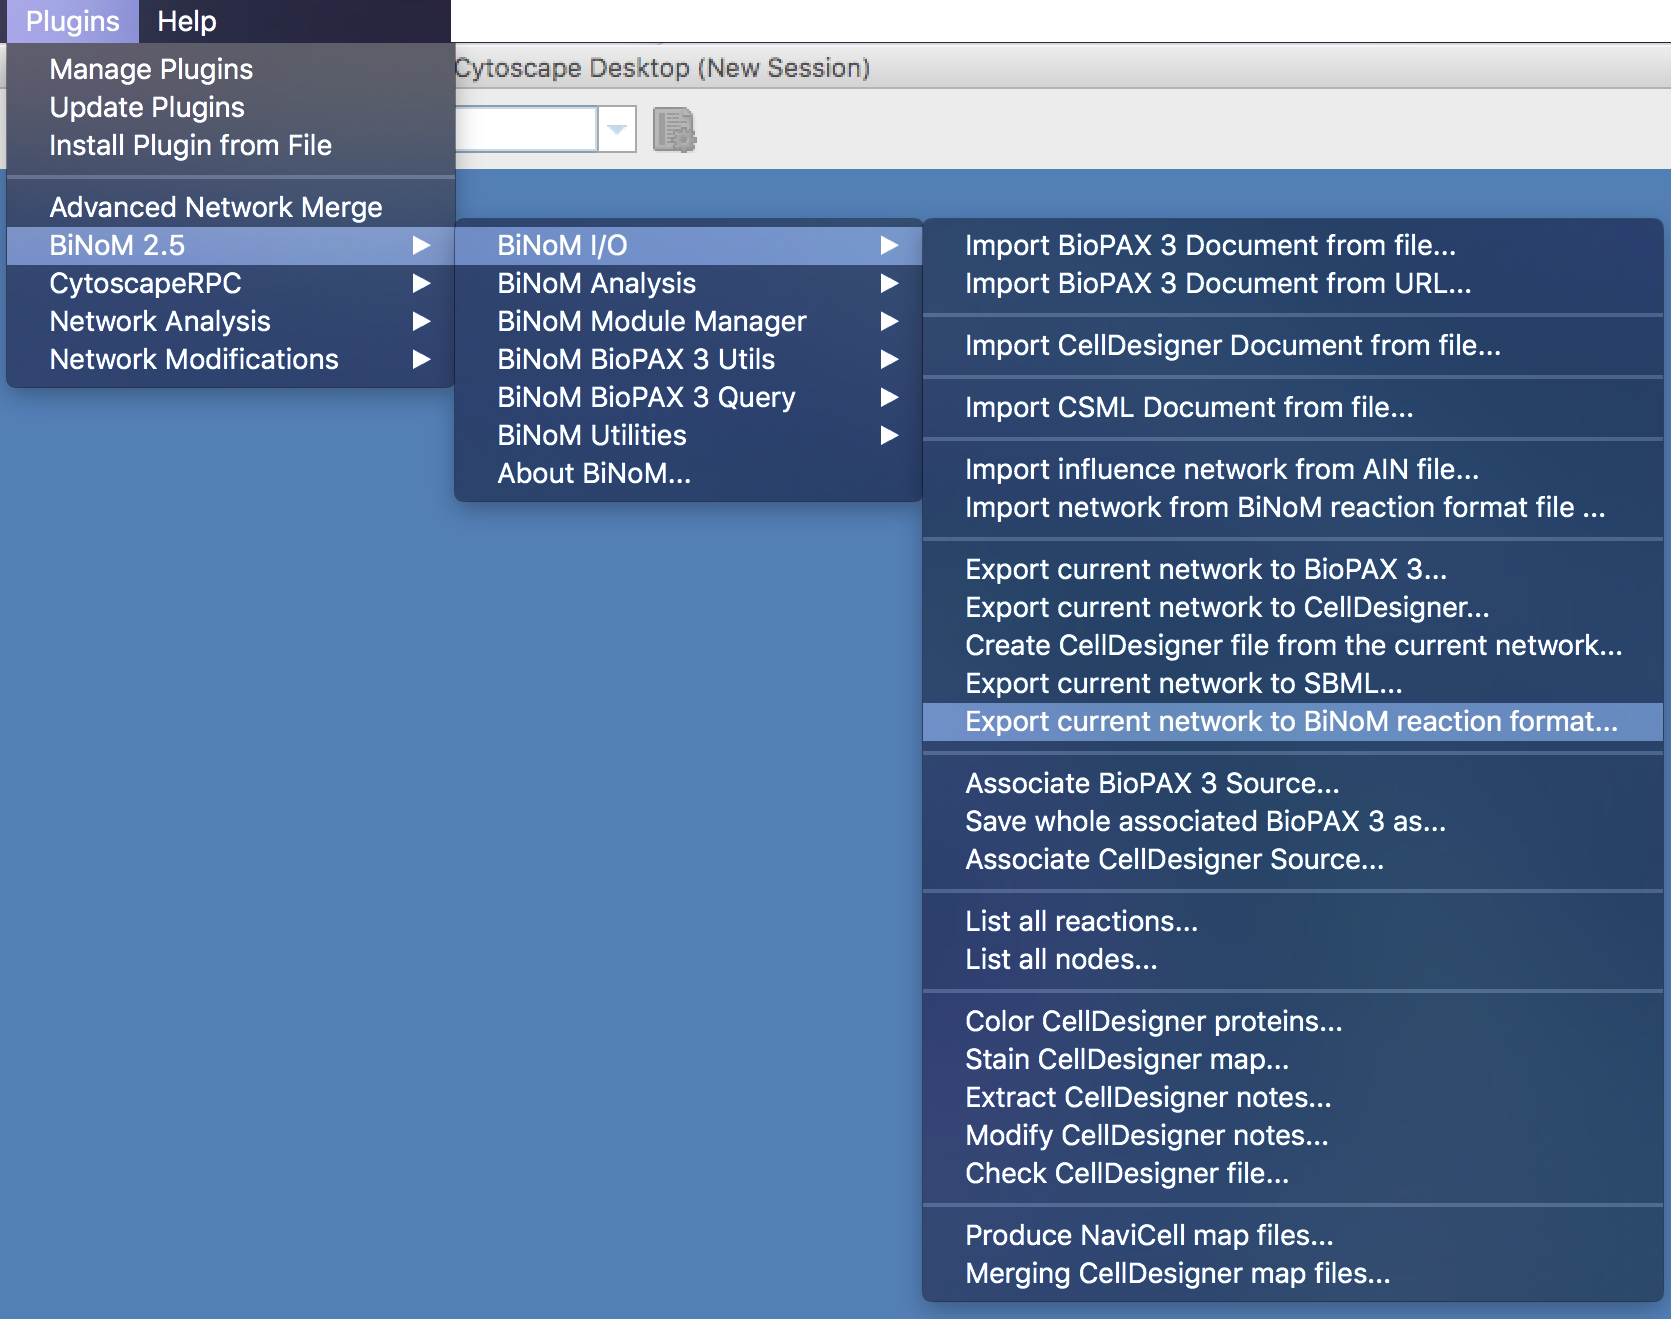 Plugins Help
Cytoscape Desktop (New Session)
Manage Plugins
Update Plugins
Install Plugin from File
Advanced Network Merge
BiNoM 2.5
CytoscapeRPC
Network Analysis
Network Modifications
BiNoM I/O
BiNoM Analysis
BiNoM Module Manager
BiNoM BioPAX 3 Utils
BiNoM BioPAX 3 Query
BiNoM Utilities
About BiNoM...
Import BioPAX 3 Document from file...
Import BioPAX 3 Document from URL...
Import CellDesigner Document from file...
Import CSML Document from file...
Import influence network from AIN file...
Import network from BiNoM reaction format file ...
Export current network to BioPAX 3...
Export current network to CellDesigner...
Create CellDesigner file from the current network...
Export current network to SBML...
Export current network to BiNoM reaction format...
Associate BioPAX 3 Source...
Save whole associated BioPAX 3 as...
Associate CellDesigner Source...
List all reactions...
List all nodes...
Color CellDesigner proteins...
Stain CellDesigner map...
Extract CellDesigner notes...
Modify CellDesigner notes...
Check CellDesigner file...
Produce NaviCell map files...
Merging CellDesigner map files...